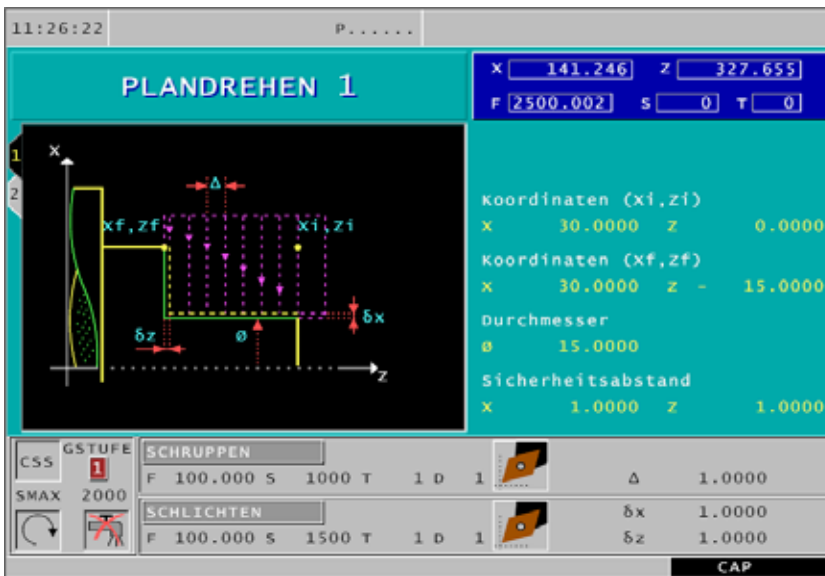 11:26:22 P......
PLANDREHEN 1
X 141.246 Z 327.655
F 2500.002 S 0 T 0
1
2
X
Δ
xf,zf xi,zi
δx
δz ø
z
Koordinaten (xi,zi)
X 30.0000 Z 0.0000
Koordinaten (xf,zf)
X 30.0000 Z - 15.0000
Durchmesser
ø 15.0000
Sicherheitsabstand
X 1.0000 Z 1.0000
CSS GSTUFE
1
SMAX 2000
SCHRUPPEN
F 100.000 S 1000 T 1 D 1 Δ 1.0000
SCHLICHTEN
F 100.000 S 1500 T 1 D 1
δx 1.0000
δz 1.0000
CAP